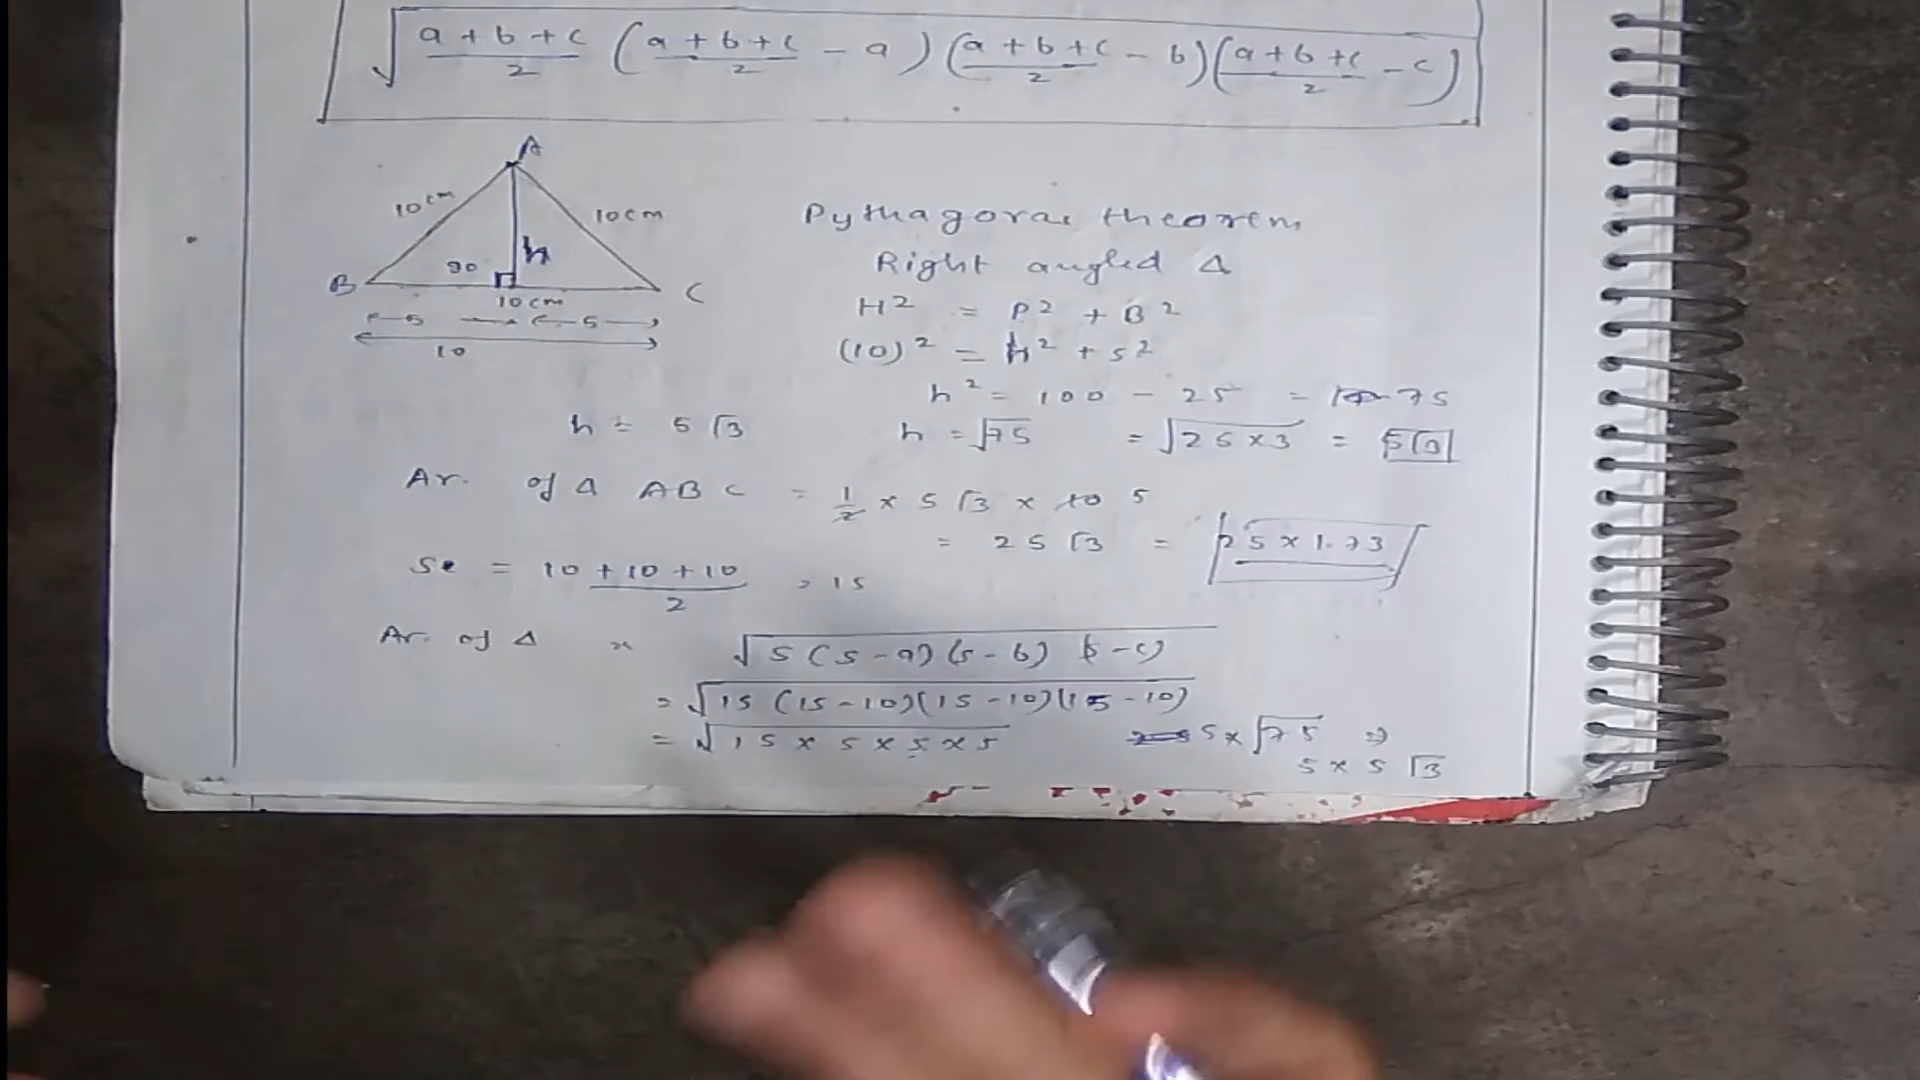 √ a+b+c/2 (a+b+c/2 - a) (a+b+c/2 - b) (a+b+c/2 - c)
A
10cm
10cm
h
90
B
C
10cm
5
5
10
Pythagoras theorem
Right angled Δ
H² = P² + B²
(10)² = h² + 5²
h² = 100 - 25 = 75
h = 5√3
h = √75 = √25×3 = 5√3
Ar. of Δ ABC = 1/2 × 5√3 × 10 5
= 25√3 = 25 × 1.73
= 10+10+10/2 = 15
Ar. of Δ = √s(s-a)(s-b)(s-c)
= √15(15-10)(15-10)(15-10)
= √15×5×5×5
5×√75 ⇒
5×5√3